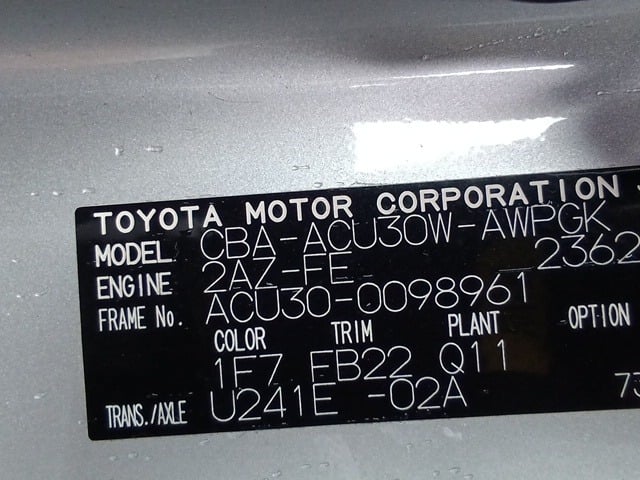 TOYOTA MOTOR CORPORATION
MODEL CBA-ACU30W-AWPGK
ENGINE 2AZ-FE 2362
FRAME No. ACU30-0098961
COLOR TRIM PLANT OPTION
1F7 FB22 Q11
TRANS./AXLE U241E -02A 73